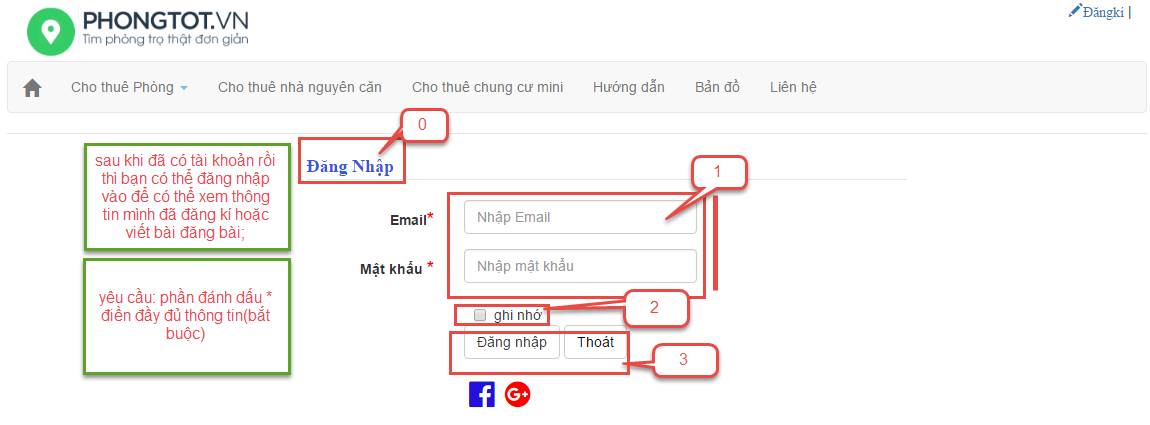 PHONGTOT.VN
Tìm phòng trọ thật đơn giản
Đăngkí |
Cho thuê Phòng
Cho thuê nhà nguyên căn
Cho thuê chung cư mini
Hướng dẫn
Bản đồ
Liên hệ
0
Đăng Nhập
sau khi đã có tài khoản rồi
thì bạn có thể đăng nhập
vào để có thể xem thông
tin mình đã đăng kí hoặc
viết bài đăng bài;
1
Email*
Nhập Email
Mật khẩu *
Nhập mật khẩu
yêu cầu: phần đánh dấu *
điền đầy đủ thông tin(bắt
buộc)
ghi nhớ
2
Đăng nhập
Thoát
3
f
G+